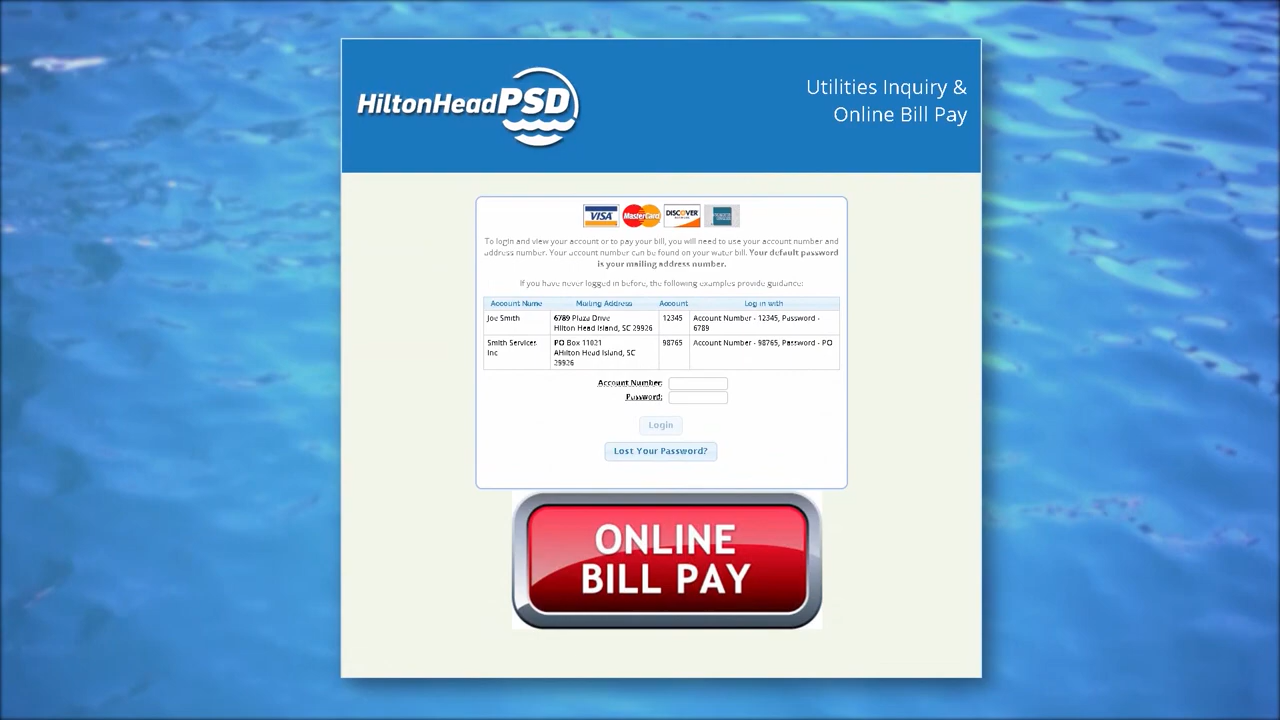 HiltonHeadPSD
Utilities Inquiry &
Online Bill Pay
VISA MasterCard DISCOVER
To login and view your account or to pay your bill, you will need to use your account number and
address number. Your account number can be found on your water bill. Your default password
is your mailing address number.
If you have never logged in before, the following examples provide guidance:
Account Name Mailing Address Account Log in with
Joe Smith 6789 Plaza Drive 12345 Account Number - 12345, Password -
Hilton Head Island, SC 29926 6789
Smith Services PO Box 11021 98765 Account Number - 98765, Password - PO
Inc AHilton Head Island, SC
29926
Account Number:
Password:
Login
Lost Your Password?
ONLINE
BILL PAY